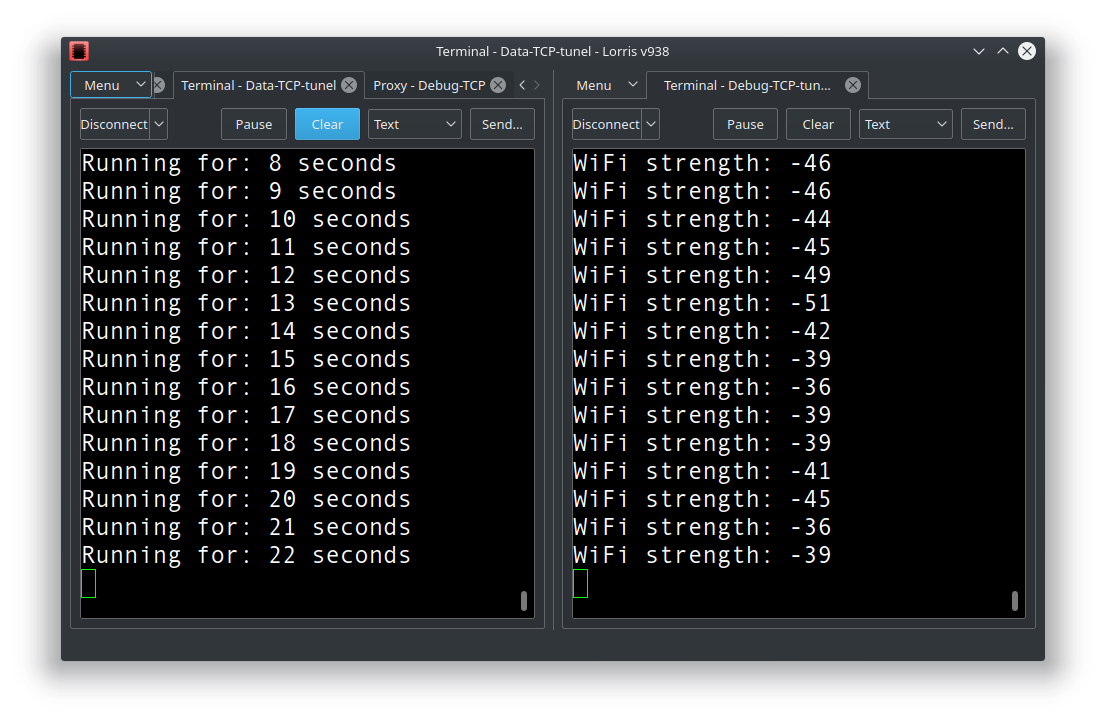 Terminal - Data-TCP-tunel - Lorris v938
Menu
Terminal - Data-TCP-tunel
Proxy - Debug-TCP
Disconnect
Pause
Clear
Text
Send...
Running for: 8 seconds
Running for: 9 seconds
Running for: 10 seconds
Running for: 11 seconds
Running for: 12 seconds
Running for: 13 seconds
Running for: 14 seconds
Running for: 15 seconds
Running for: 16 seconds
Running for: 17 seconds
Running for: 18 seconds
Running for: 19 seconds
Running for: 20 seconds
Running for: 21 seconds
Running for: 22 seconds
Menu
Terminal - Debug-TCP-tun...
Disconnect
Pause
Clear
Text
Send...
WiFi strength: -46
WiFi strength: -46
WiFi strength: -44
WiFi strength: -45
WiFi strength: -49
WiFi strength: -51
WiFi strength: -42
WiFi strength: -39
WiFi strength: -36
WiFi strength: -39
WiFi strength: -39
WiFi strength: -41
WiFi strength: -45
WiFi strength: -36
WiFi strength: -39